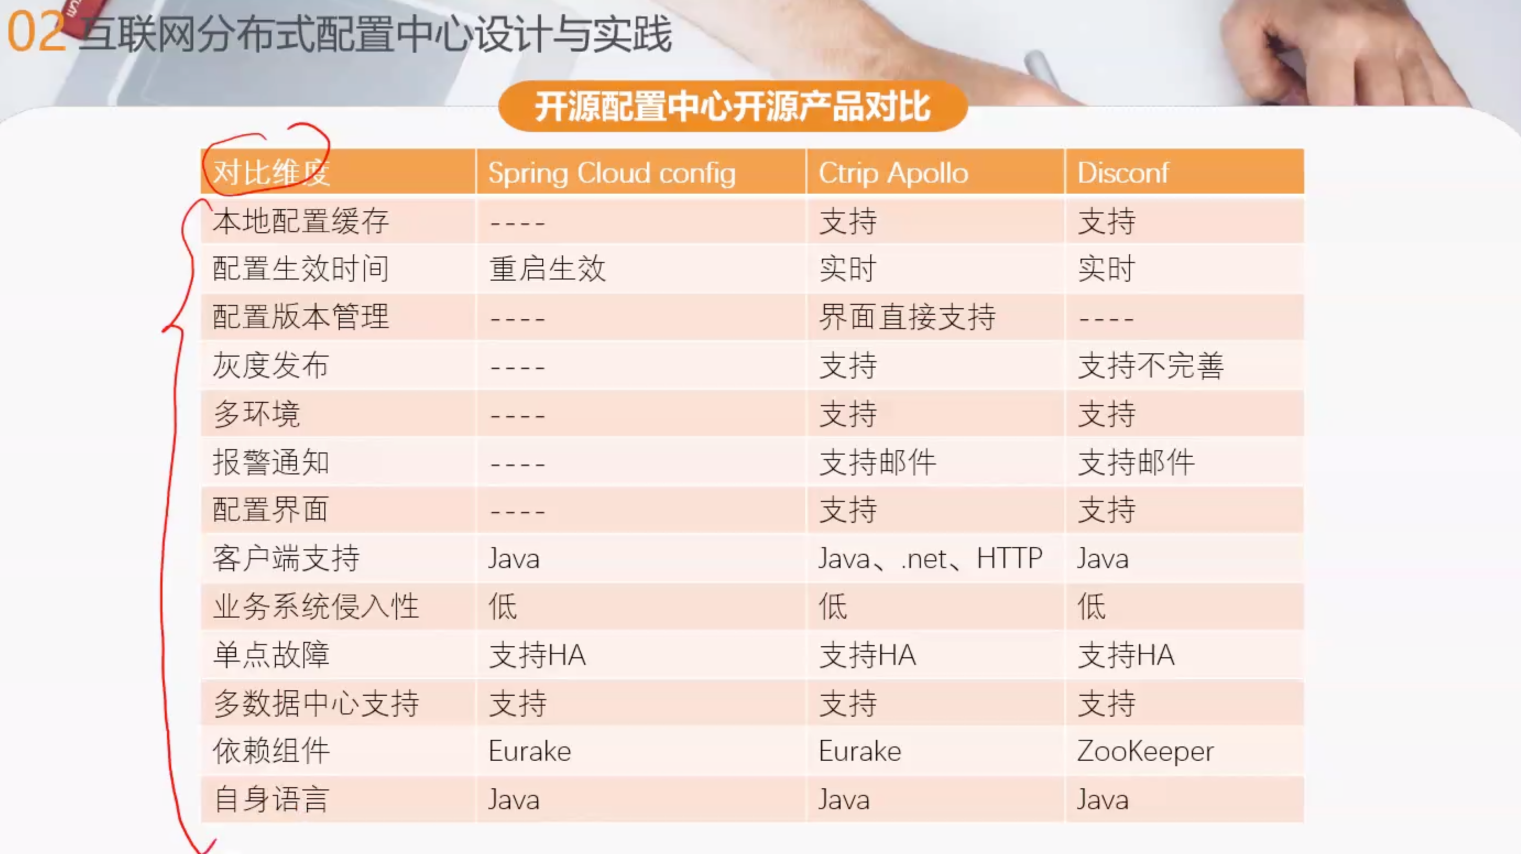 02 互联网分布式配置中心设计与实践
开源配置中心开源产品对比
对比维度 Spring Cloud config Ctrip Apollo Disconf
本地配置缓存 ---- 支持 支持
配置生效时间 重启生效 实时 实时
配置版本管理 ---- 界面直接支持 ----
灰度发布 ---- 支持 支持不完善
多环境 ---- 支持 支持
报警通知 ---- 支持邮件 支持邮件
配置界面 ---- 支持 支持
客户端支持 Java Java、.net、HTTP Java
业务系统侵入性 低 低 低
单点故障 支持HA 支持HA 支持HA
多数据中心支持 支持 支持 支持
依赖组件 Eurake Eurake ZooKeeper
自身语言 Java Java Java